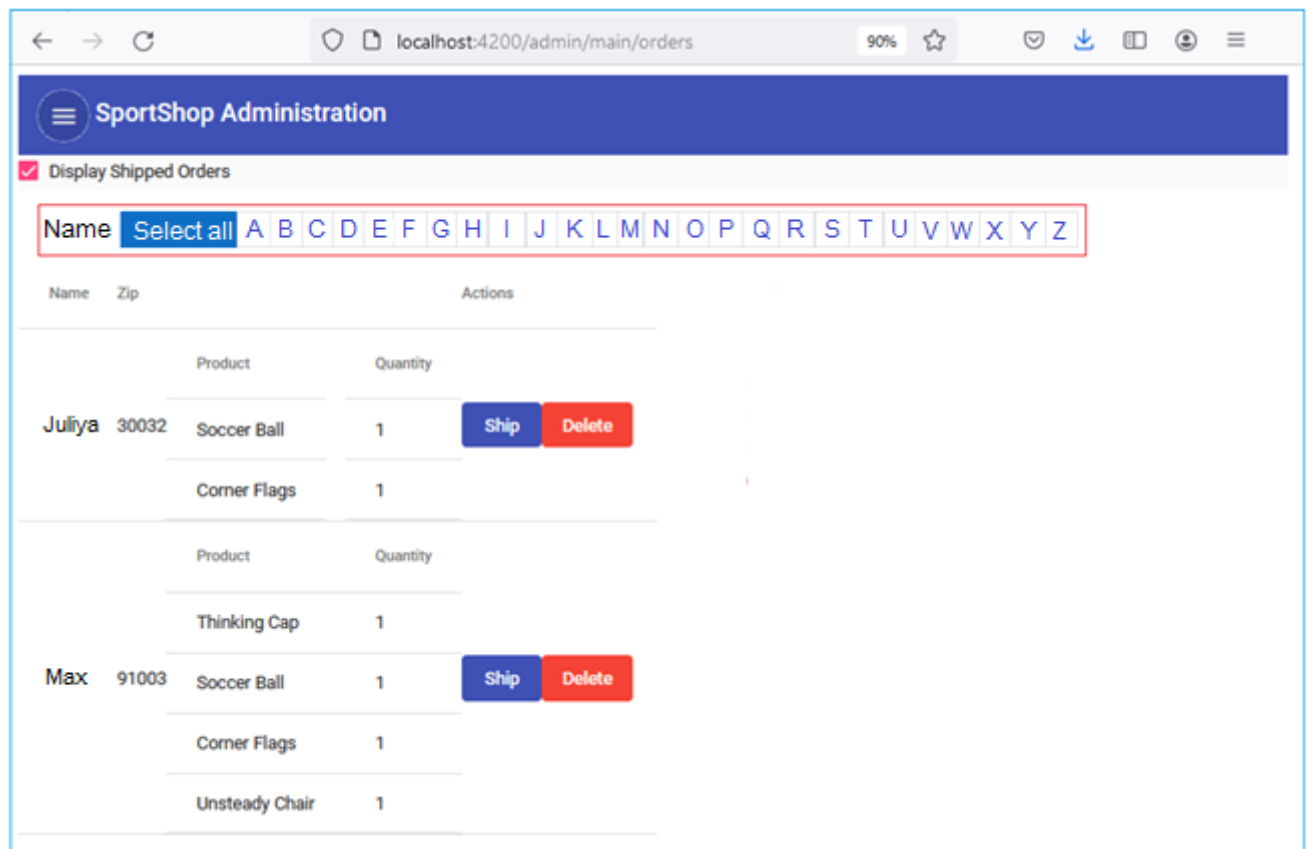 localhost:4200/admin/main/orders 90%
SportShop Administration
Display Shipped Orders
Name Select all A B C D E F G H I J K L M N O P Q R S T U V W X Y Z
Name Zip Actions
Product Quantity
Juliya 30032 Soccer Ball 1 Ship Delete
Corner Flags 1
Product Quantity
Thinking Cap 1
Max 91003 Soccer Ball 1 Ship Delete
Corner Flags 1
Unsteady Chair 1